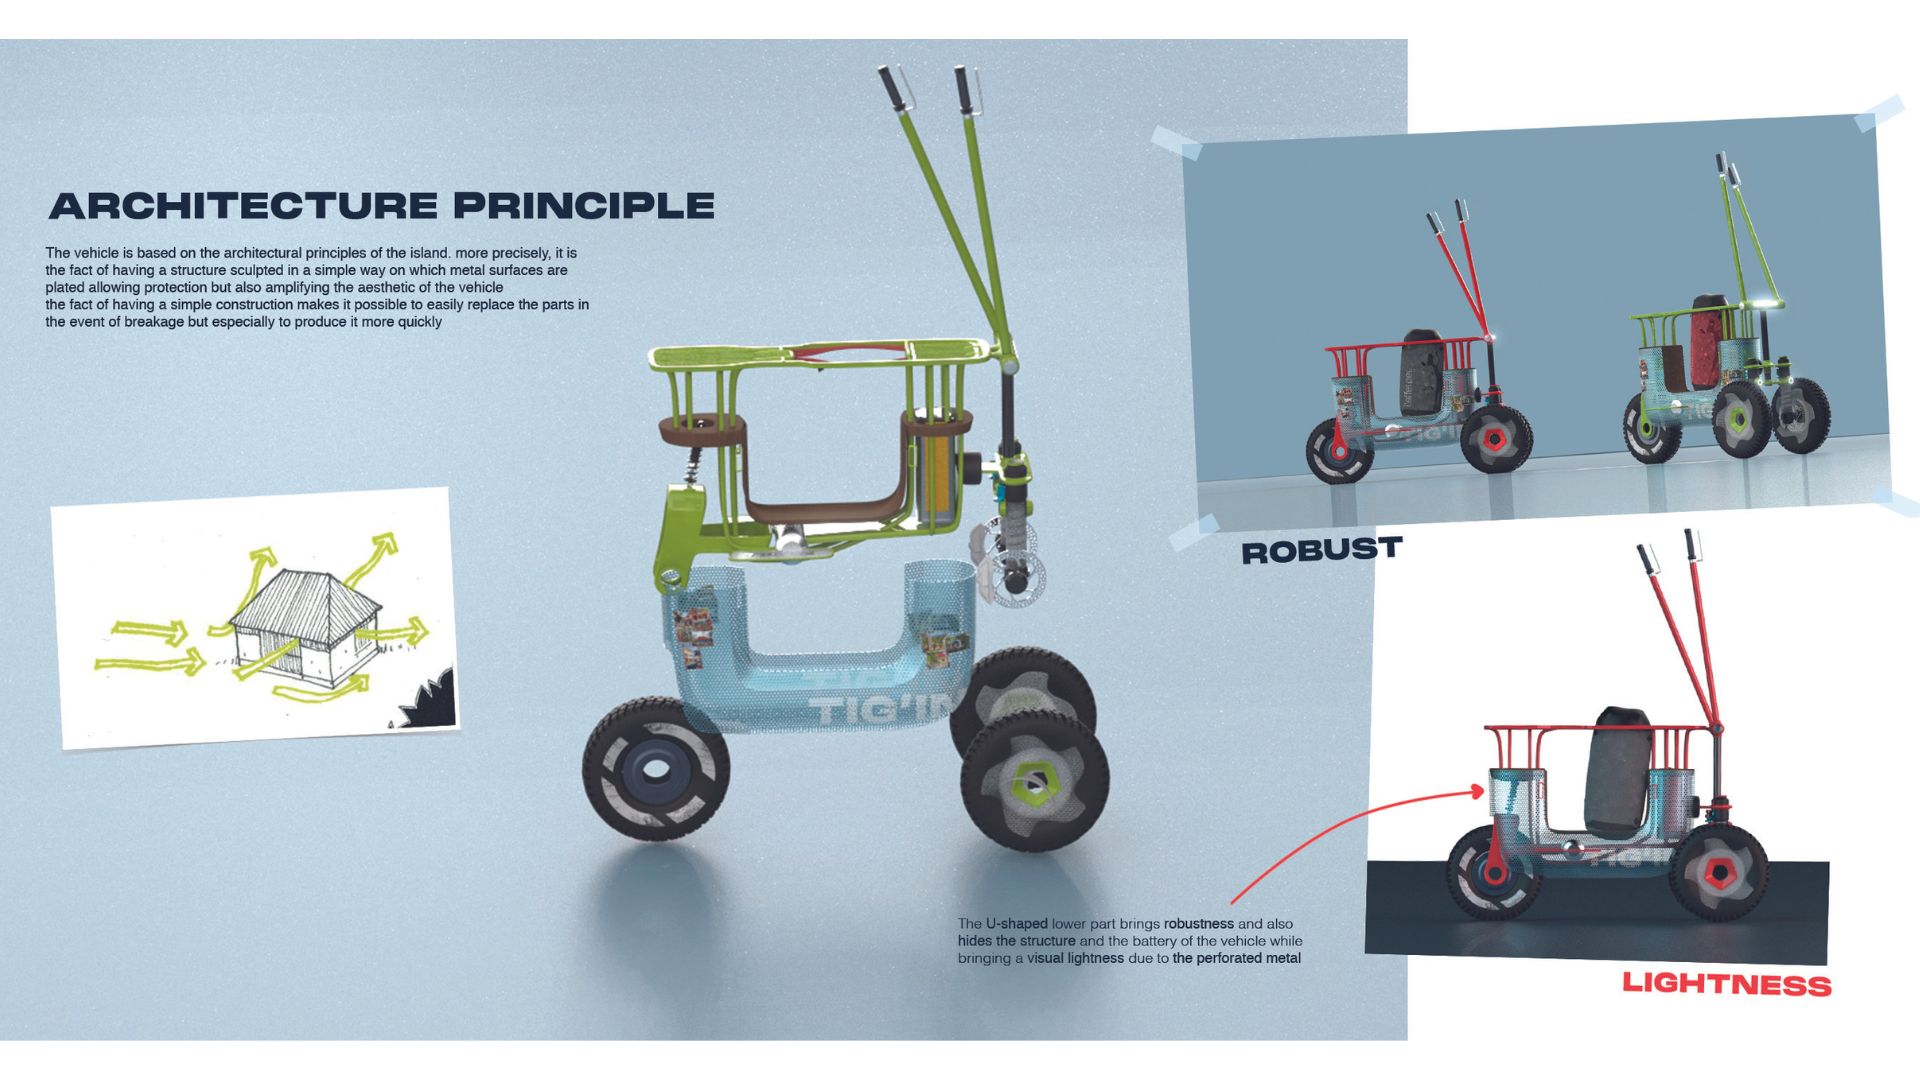 ARCHITECTURE PRINCIPLE
The vehicle is based on the architectural principles of the island. more precisely, it is
the fact of having a structure sculpted in a simple way on which metal surfaces are
plated allowing protection but also amplifying the aesthetic of the vehicle
the fact of having a simple construction makes it possible to easily replace the parts in
the event of breakage but especially to produce it more quickly
TIG'IN
ROBUST
The U-shaped lower part brings robustness and also
hides the structure and the battery of the vehicle while
bringing a visual lightness due to the perforated metal
LIGHTNESS